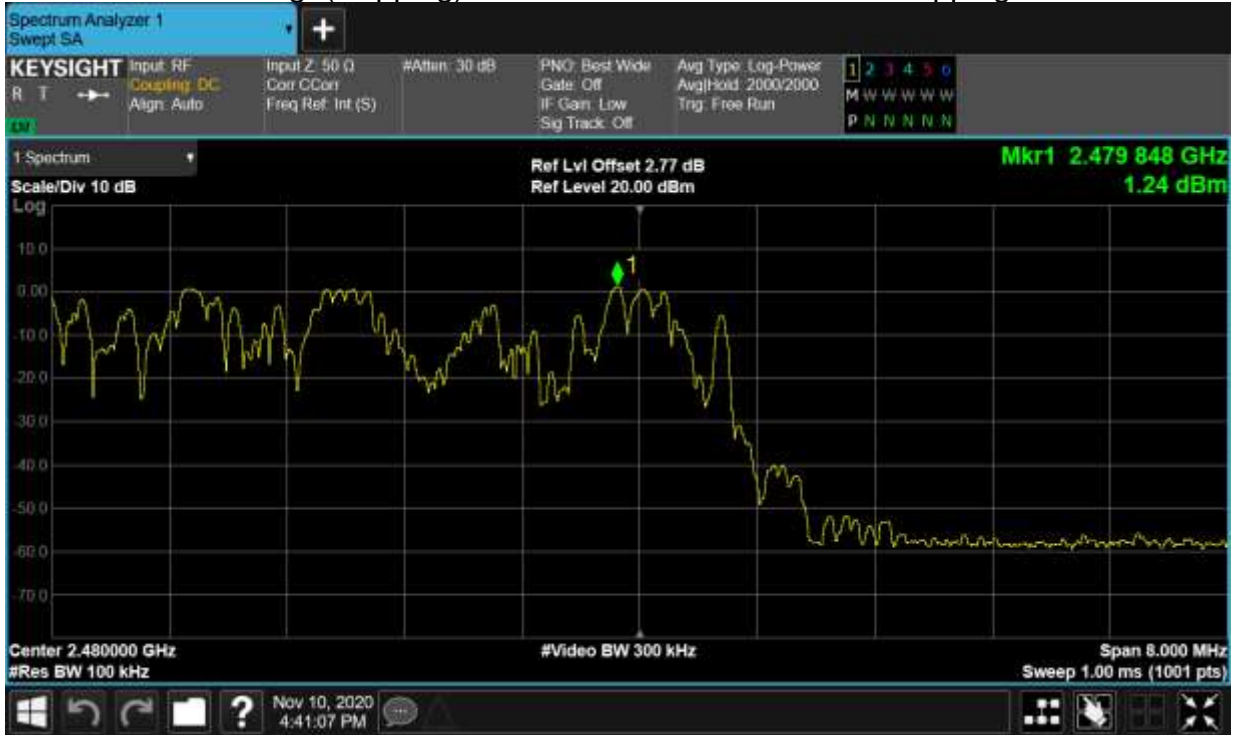 Spectrum Analyzer 1
Swept SA
+
KEYSIGHT Input: RF Input Z: 50 Ω #Atten: 30 dB PNO: Best Wide Avg Type: Log-Power 1 2 3 4 5 6
R T Coupling: DC Corr CCorr Gate: Off Avg|Hold: 2000/2000 M W W W W W
Align: Auto Freq Ref: Int (S) IF Gain: Low Trig: Free Run
Sig Track: Off P N N N N N
1 Spectrum
Ref Lvl Offset 2.77 dB Mkr1 2.479 848 GHz
Scale/Div 10 dB Ref Level 20.00 dBm 1.24 dBm
Log
10.0
1
0.00
-10.0
-20.0
-30.0
-40.0
-50.0
-60.0
-70.0
Center 2.480000 GHz #Video BW 300 kHz Span 8.000 MHz
#Res BW 100 kHz Sweep 1.00 ms (1001 pts)
? Nov 10, 2020
4:41:07 PM